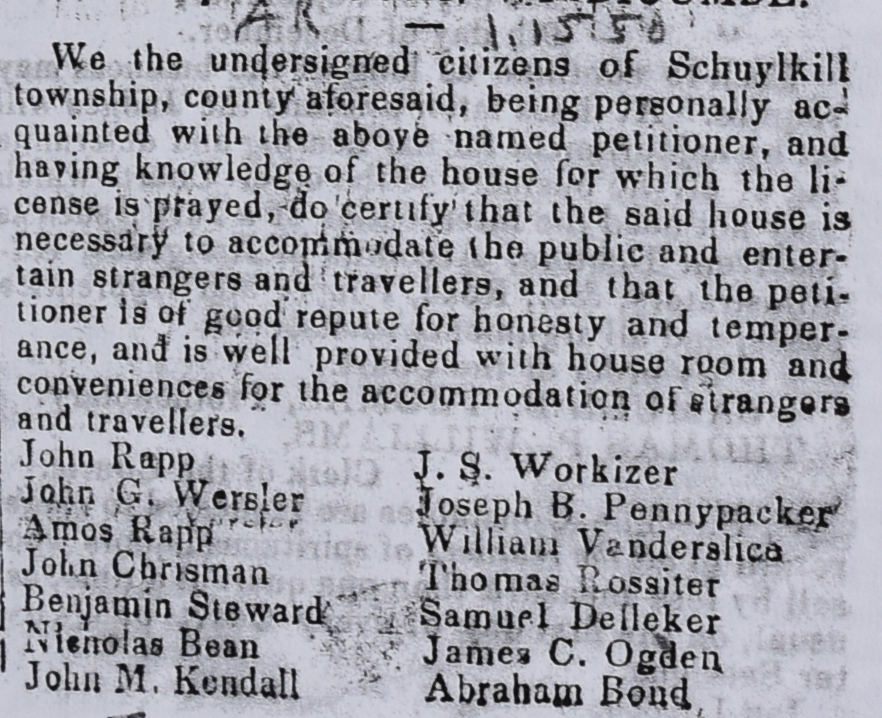 We the undersigned citizens of Schuylkill
township, county aforesaid, being personally ac-
quainted with the above named petitioner, and
having knowledge of the house for which the li-
cense is prayed, do certify that the said house is
necessary to accommodate the public and enter-
tain strangers and travellers, and that the peti-
tioner is of good repute for honesty and temper-
ance, and is well provided with house room and
conveniences for the accommodation of strangers
and travellers.
John Rapp
John G. Wersler
Amos Rapp
John Chrisman
Benjamin Steward
Nicholas Bean
John M. Kendall
J. S. Workizer
Joseph B. Pennypacker
William Vanderslica
Thomas Rossiter
Samuel Delleker
James C. Ogden
Abraham Boud